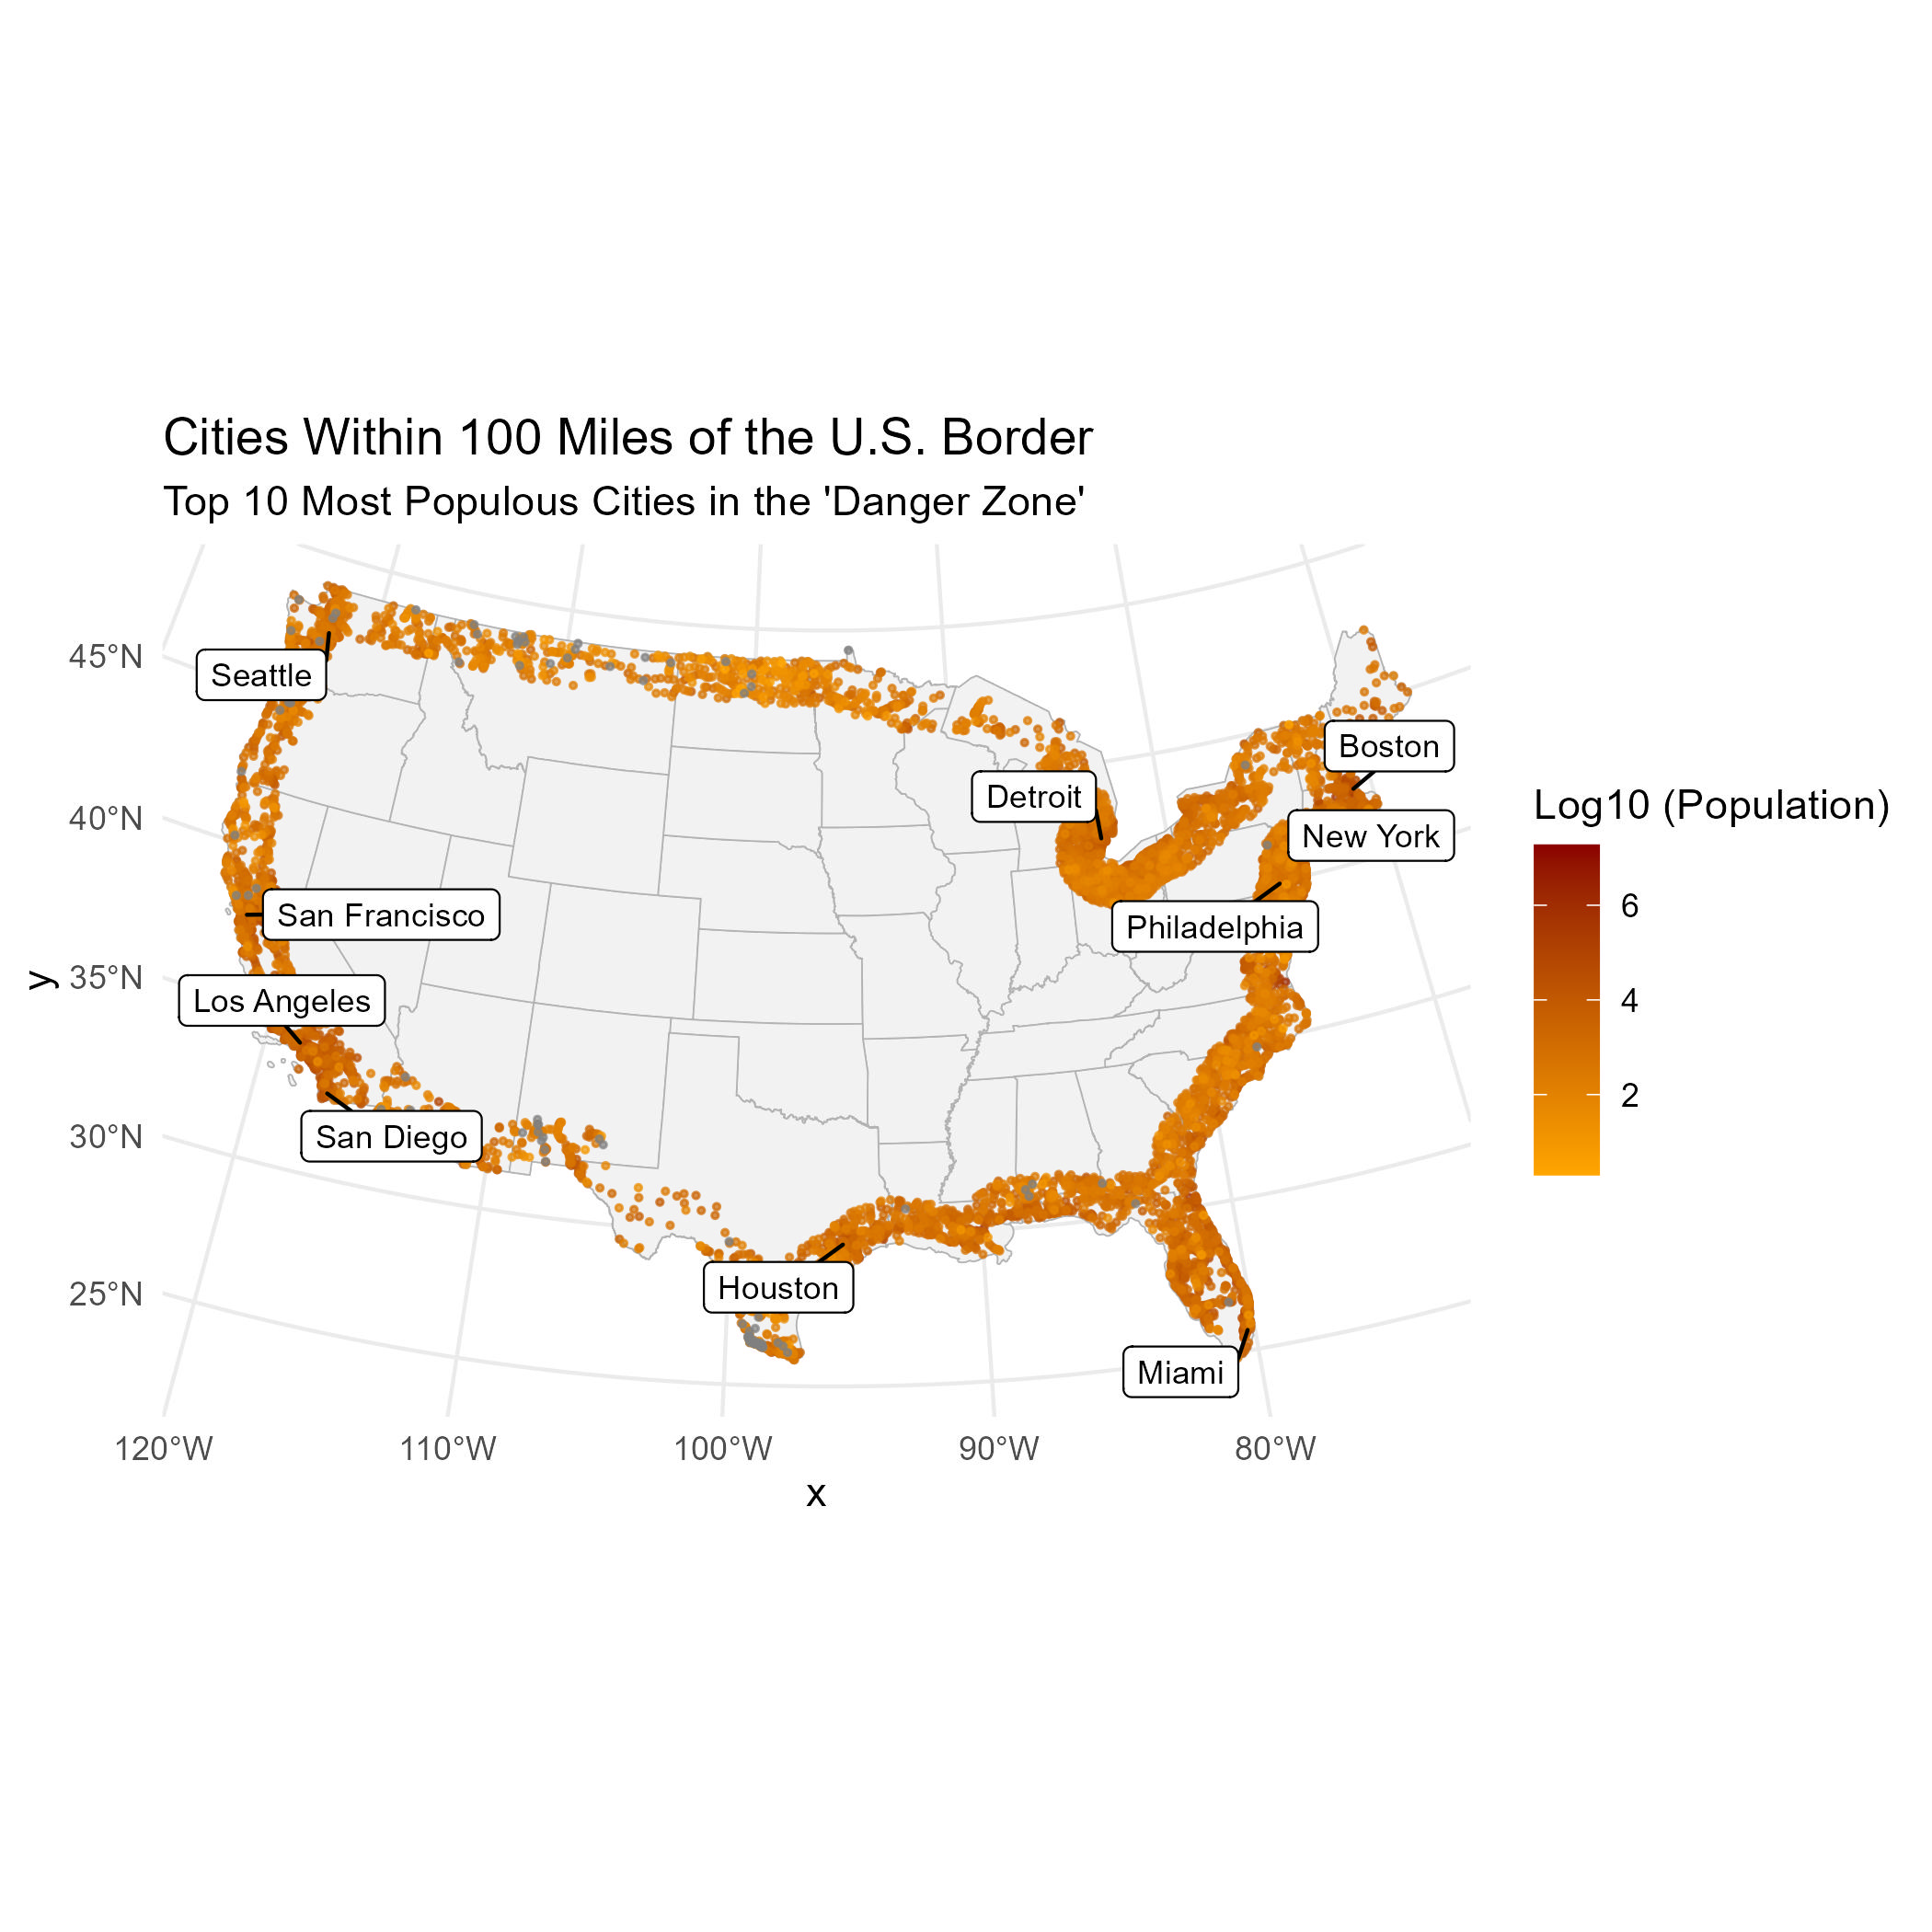 Cities Within 100 Miles of the U.S. Border
Top 10 Most Populous Cities in the 'Danger Zone'
45°N
40°N
35°N
30°N
25°N
y
Seattle
Boston
Detroit
New York
San Francisco
Philadelphia
Los Angeles
San Diego
Houston
Miami
120°W
110°W
100°W
90°W
80°W
x
Log10 (Population)
6
4
2